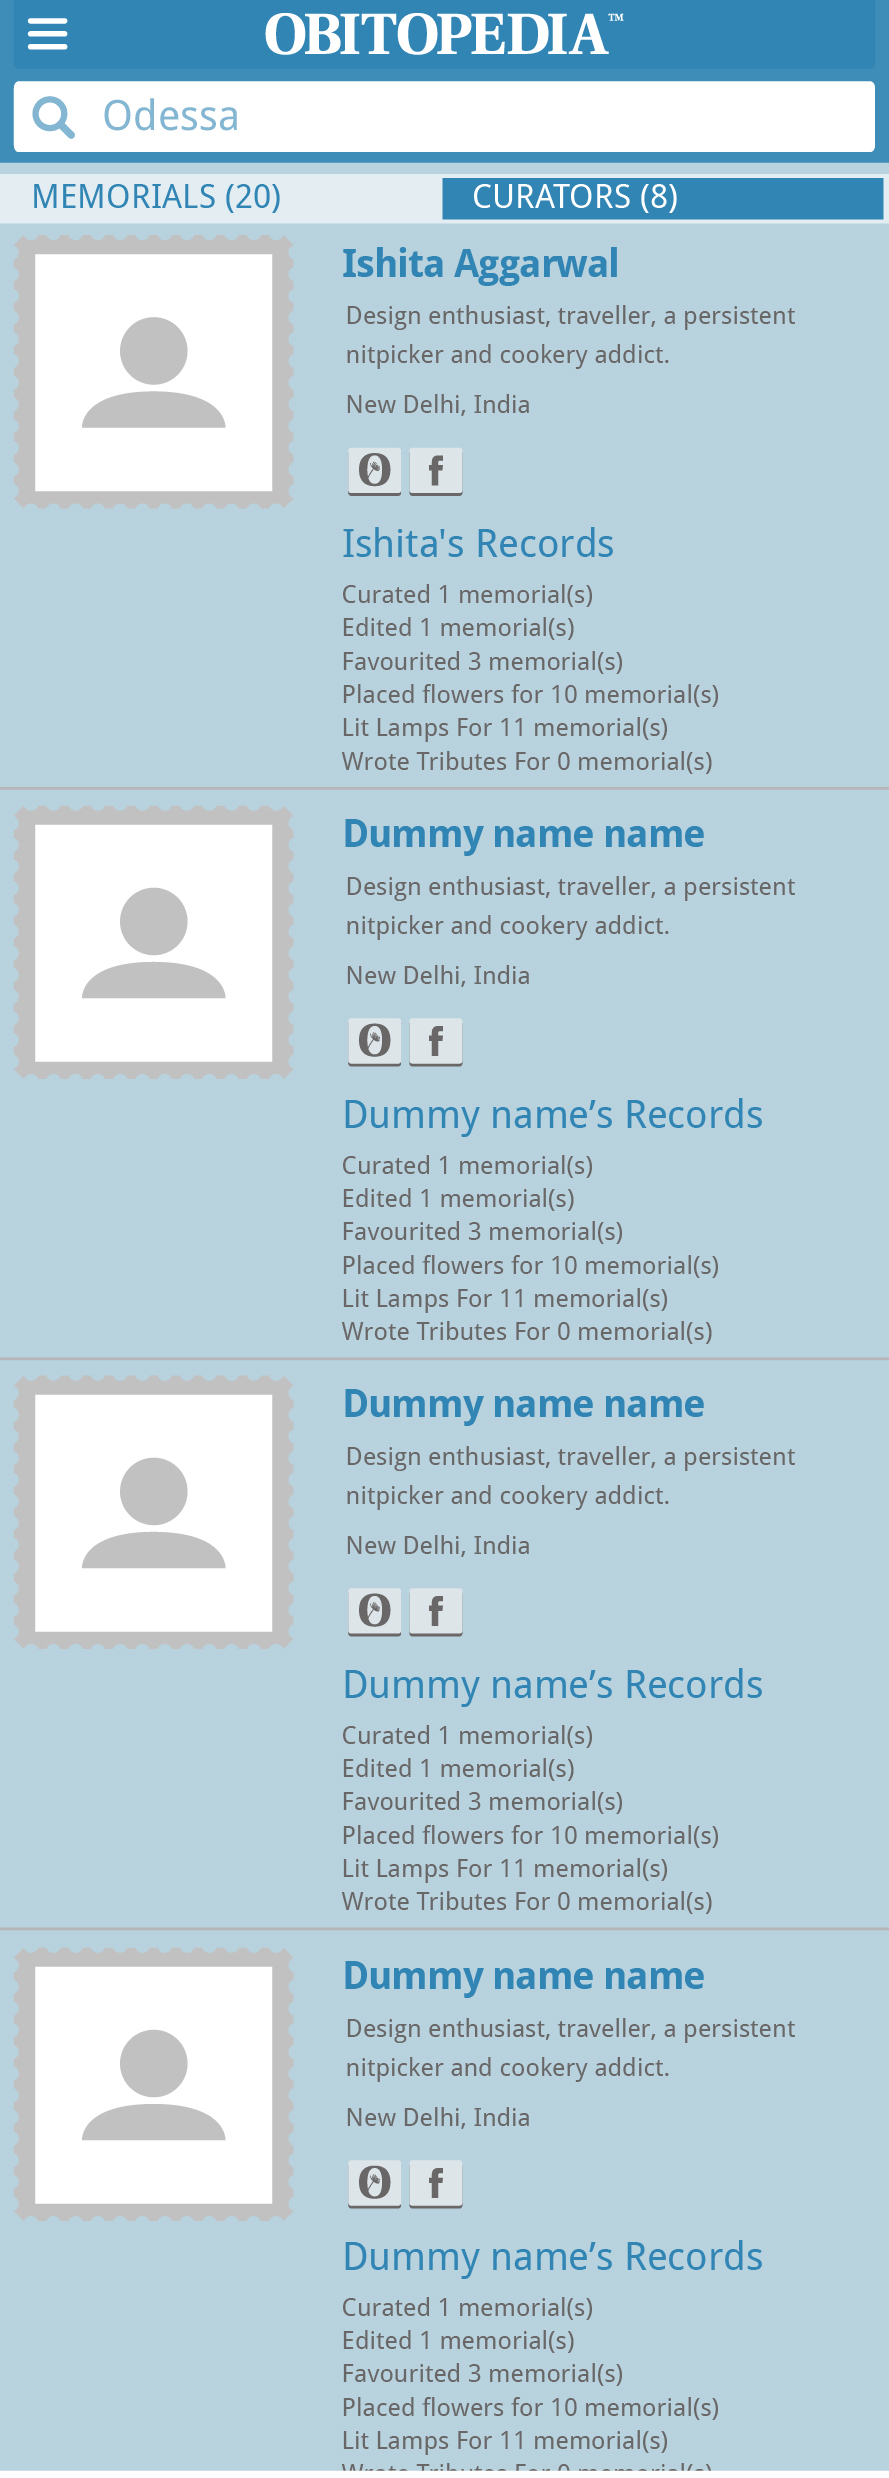 OBITOPEDIA™
Odessa
MEMORIALS (20)
CURATORS (8)
Ishita Aggarwal
Design enthusiast, traveller, a persistent
nitpicker and cookery addict.
New Delhi, India
O f
Ishita's Records
Curated 1 memorial(s)
Edited 1 memorial(s)
Favourited 3 memorial(s)
Placed flowers for 10 memorial(s)
Lit Lamps For 11 memorial(s)
Wrote Tributes For 0 memorial(s)
Dummy name name
Design enthusiast, traveller, a persistent
nitpicker and cookery addict.
New Delhi, India
O f
Dummy name’s Records
Curated 1 memorial(s)
Edited 1 memorial(s)
Favourited 3 memorial(s)
Placed flowers for 10 memorial(s)
Lit Lamps For 11 memorial(s)
Wrote Tributes For 0 memorial(s)
Dummy name name
Design enthusiast, traveller, a persistent
nitpicker and cookery addict.
New Delhi, India
O f
Dummy name’s Records
Curated 1 memorial(s)
Edited 1 memorial(s)
Favourited 3 memorial(s)
Placed flowers for 10 memorial(s)
Lit Lamps For 11 memorial(s)
Wrote Tributes For 0 memorial(s)
Dummy name name
Design enthusiast, traveller, a persistent
nitpicker and cookery addict.
New Delhi, India
O f
Dummy name’s Records
Curated 1 memorial(s)
Edited 1 memorial(s)
Favourited 3 memorial(s)
Placed flowers for 10 memorial(s)
Lit Lamps For 11 memorial(s)
Wrote Tributes For 0 memorial(s)